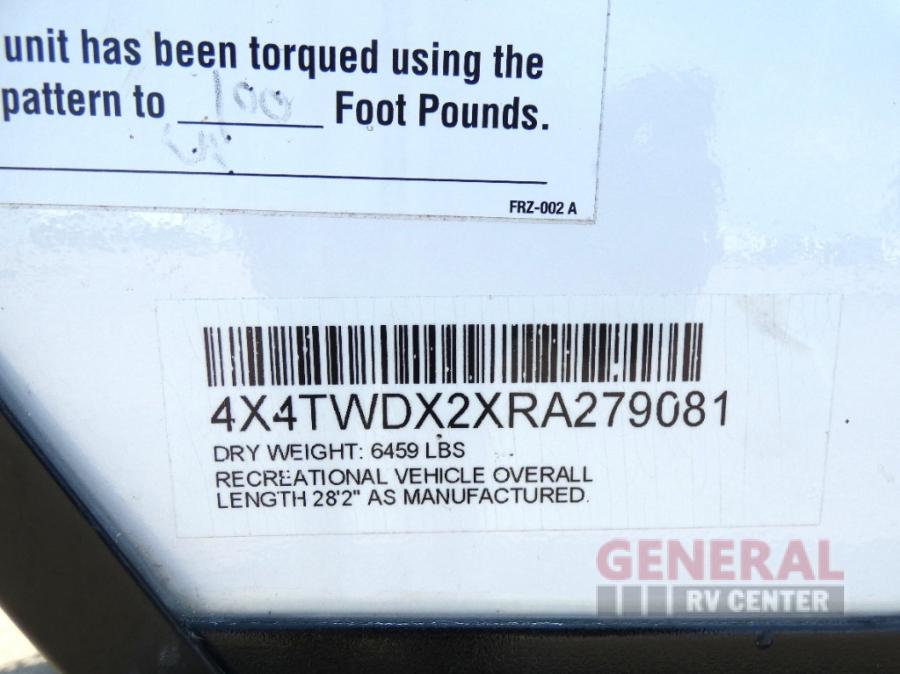 unit has been torqued using the
pattern to 100 Foot Pounds.
FRZ-002 A
4X4TWDX2XRA279081
DRY WEIGHT: 6459 LBS
RECREATIONAL VEHICLE OVERALL
LENGTH 28'2" AS MANUFACTURED.
GENERAL
RV CENTER